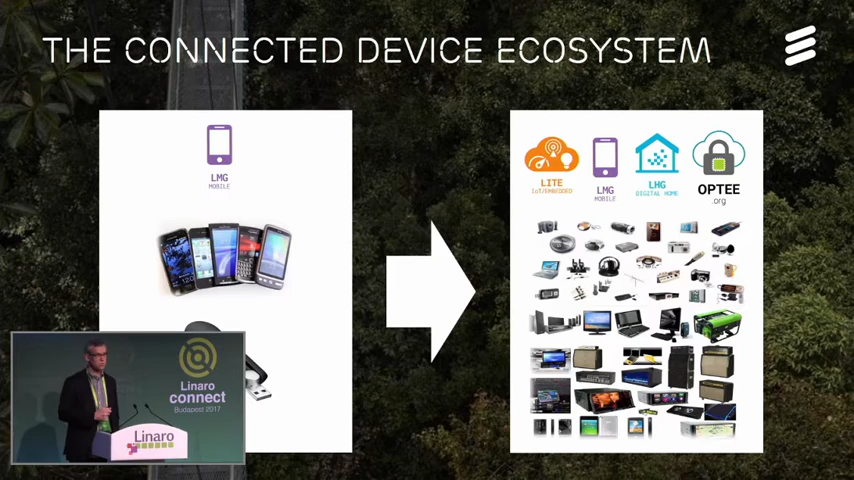 THE CONNECTED DEVICE ECOSYSTEM
LMG
MOBILE
LITE
IoT/EMBEDDED
LMG
MOBILE
LHG
DIGITAL HOME
OPTEE
.org
Linaro
connect
Budapest 2017
Linaro